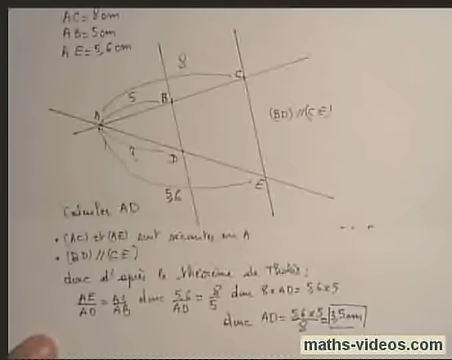 AC = 8cm
AB = 5cm
AE = 5,6cm
8
5
A
B
C
(BD)//(CE)
?
D
5,6
E
Calculer AD
• (AC) et (AE) sont sécantes en A
• (BD)//(CE)
donc d'après le théorème de Thalès :
AE/AD = AC/AB donc 5,6/AD = 8/5 donc 8×AD = 5,6×5
donc AD = 5,6×5/8 = 3,5cm
maths-videos.com